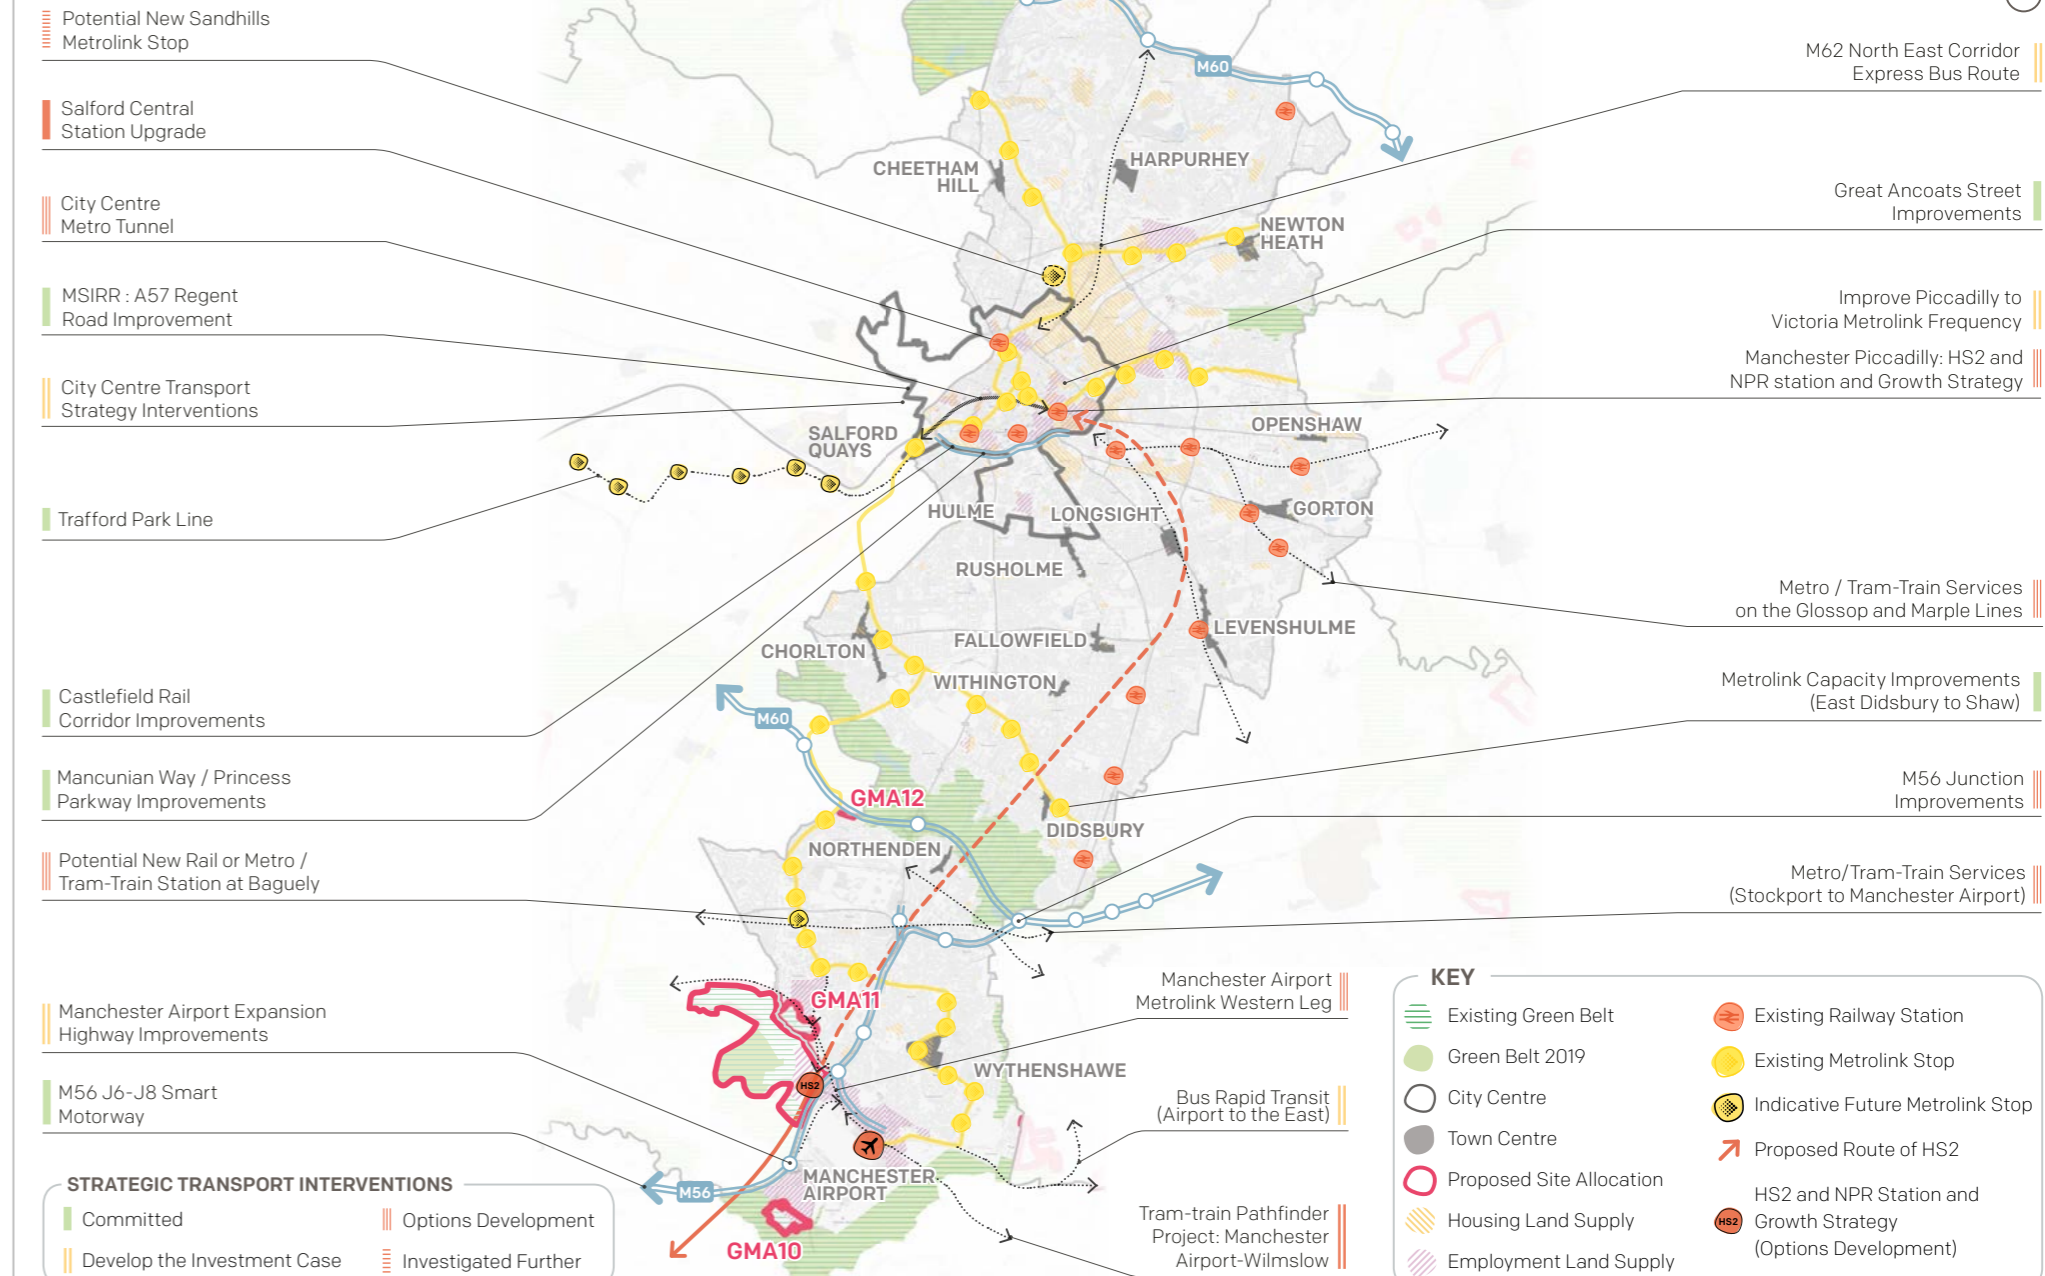 Potential New Sandhills
Metrolink Stop
Salford Central
Station Upgrade
City Centre
Metro Tunnel
MSIRR : A57 Regent
Road Improvement
City Centre Transport
Strategy Interventions
Trafford Park Line
Castlefield Rail
Corridor Improvements
Mancunian Way / Princess
Parkway Improvements
Potential New Rail or Metro /
Tram-Train Station at Baguely
Manchester Airport Expansion
Highway Improvements
M56 J6-J8 Smart
Motorway
STRATEGIC TRANSPORT INTERVENTIONS
Committed
Options Development
Develop the Investment Case
Investigated Further
M60
CHEETHAM
HILL
HARPURHEY
NEWTON
HEATH
SALFORD
QUAYS
OPENSHAW
HULME
LONGSIGHT
GORTON
RUSHOLME
CHORLTON
FALLOWFIELD
LEVENSHULME
WITHINGTON
M60
GMA12
DIDSBURY
NORTHENDEN
GMA11
HS2
WYTHENSHAWE
MANCHESTER
AIRPORT
M56
GMA10
M62 North East Corridor
Express Bus Route
Great Ancoats Street
Improvements
Improve Piccadilly to
Victoria Metrolink Frequency
Manchester Piccadilly: HS2 and
NPR station and Growth Strategy
Metro / Tram-Train Services
on the Glossop and Marple Lines
Metrolink Capacity Improvements
(East Didsbury to Shaw)
M56 Junction
Improvements
Metro/Tram-Train Services
(Stockport to Manchester Airport)
Manchester Airport
Metrolink Western Leg
Bus Rapid Transit
(Airport to the East)
Tram-train Pathfinder
Project: Manchester
Airport-Wilmslow
KEY
Existing Green Belt
Green Belt 2019
City Centre
Town Centre
Proposed Site Allocation
Housing Land Supply
Employment Land Supply
Existing Railway Station
Existing Metrolink Stop
Indicative Future Metrolink Stop
Proposed Route of HS2
HS2
HS2 and NPR Station and
Growth Strategy
(Options Development)